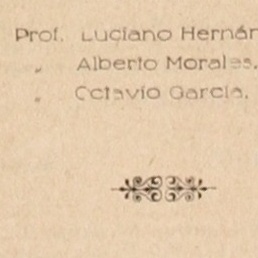 Prof. Luciano Hernán
„ Alberto Morales.
„ Octavio García.